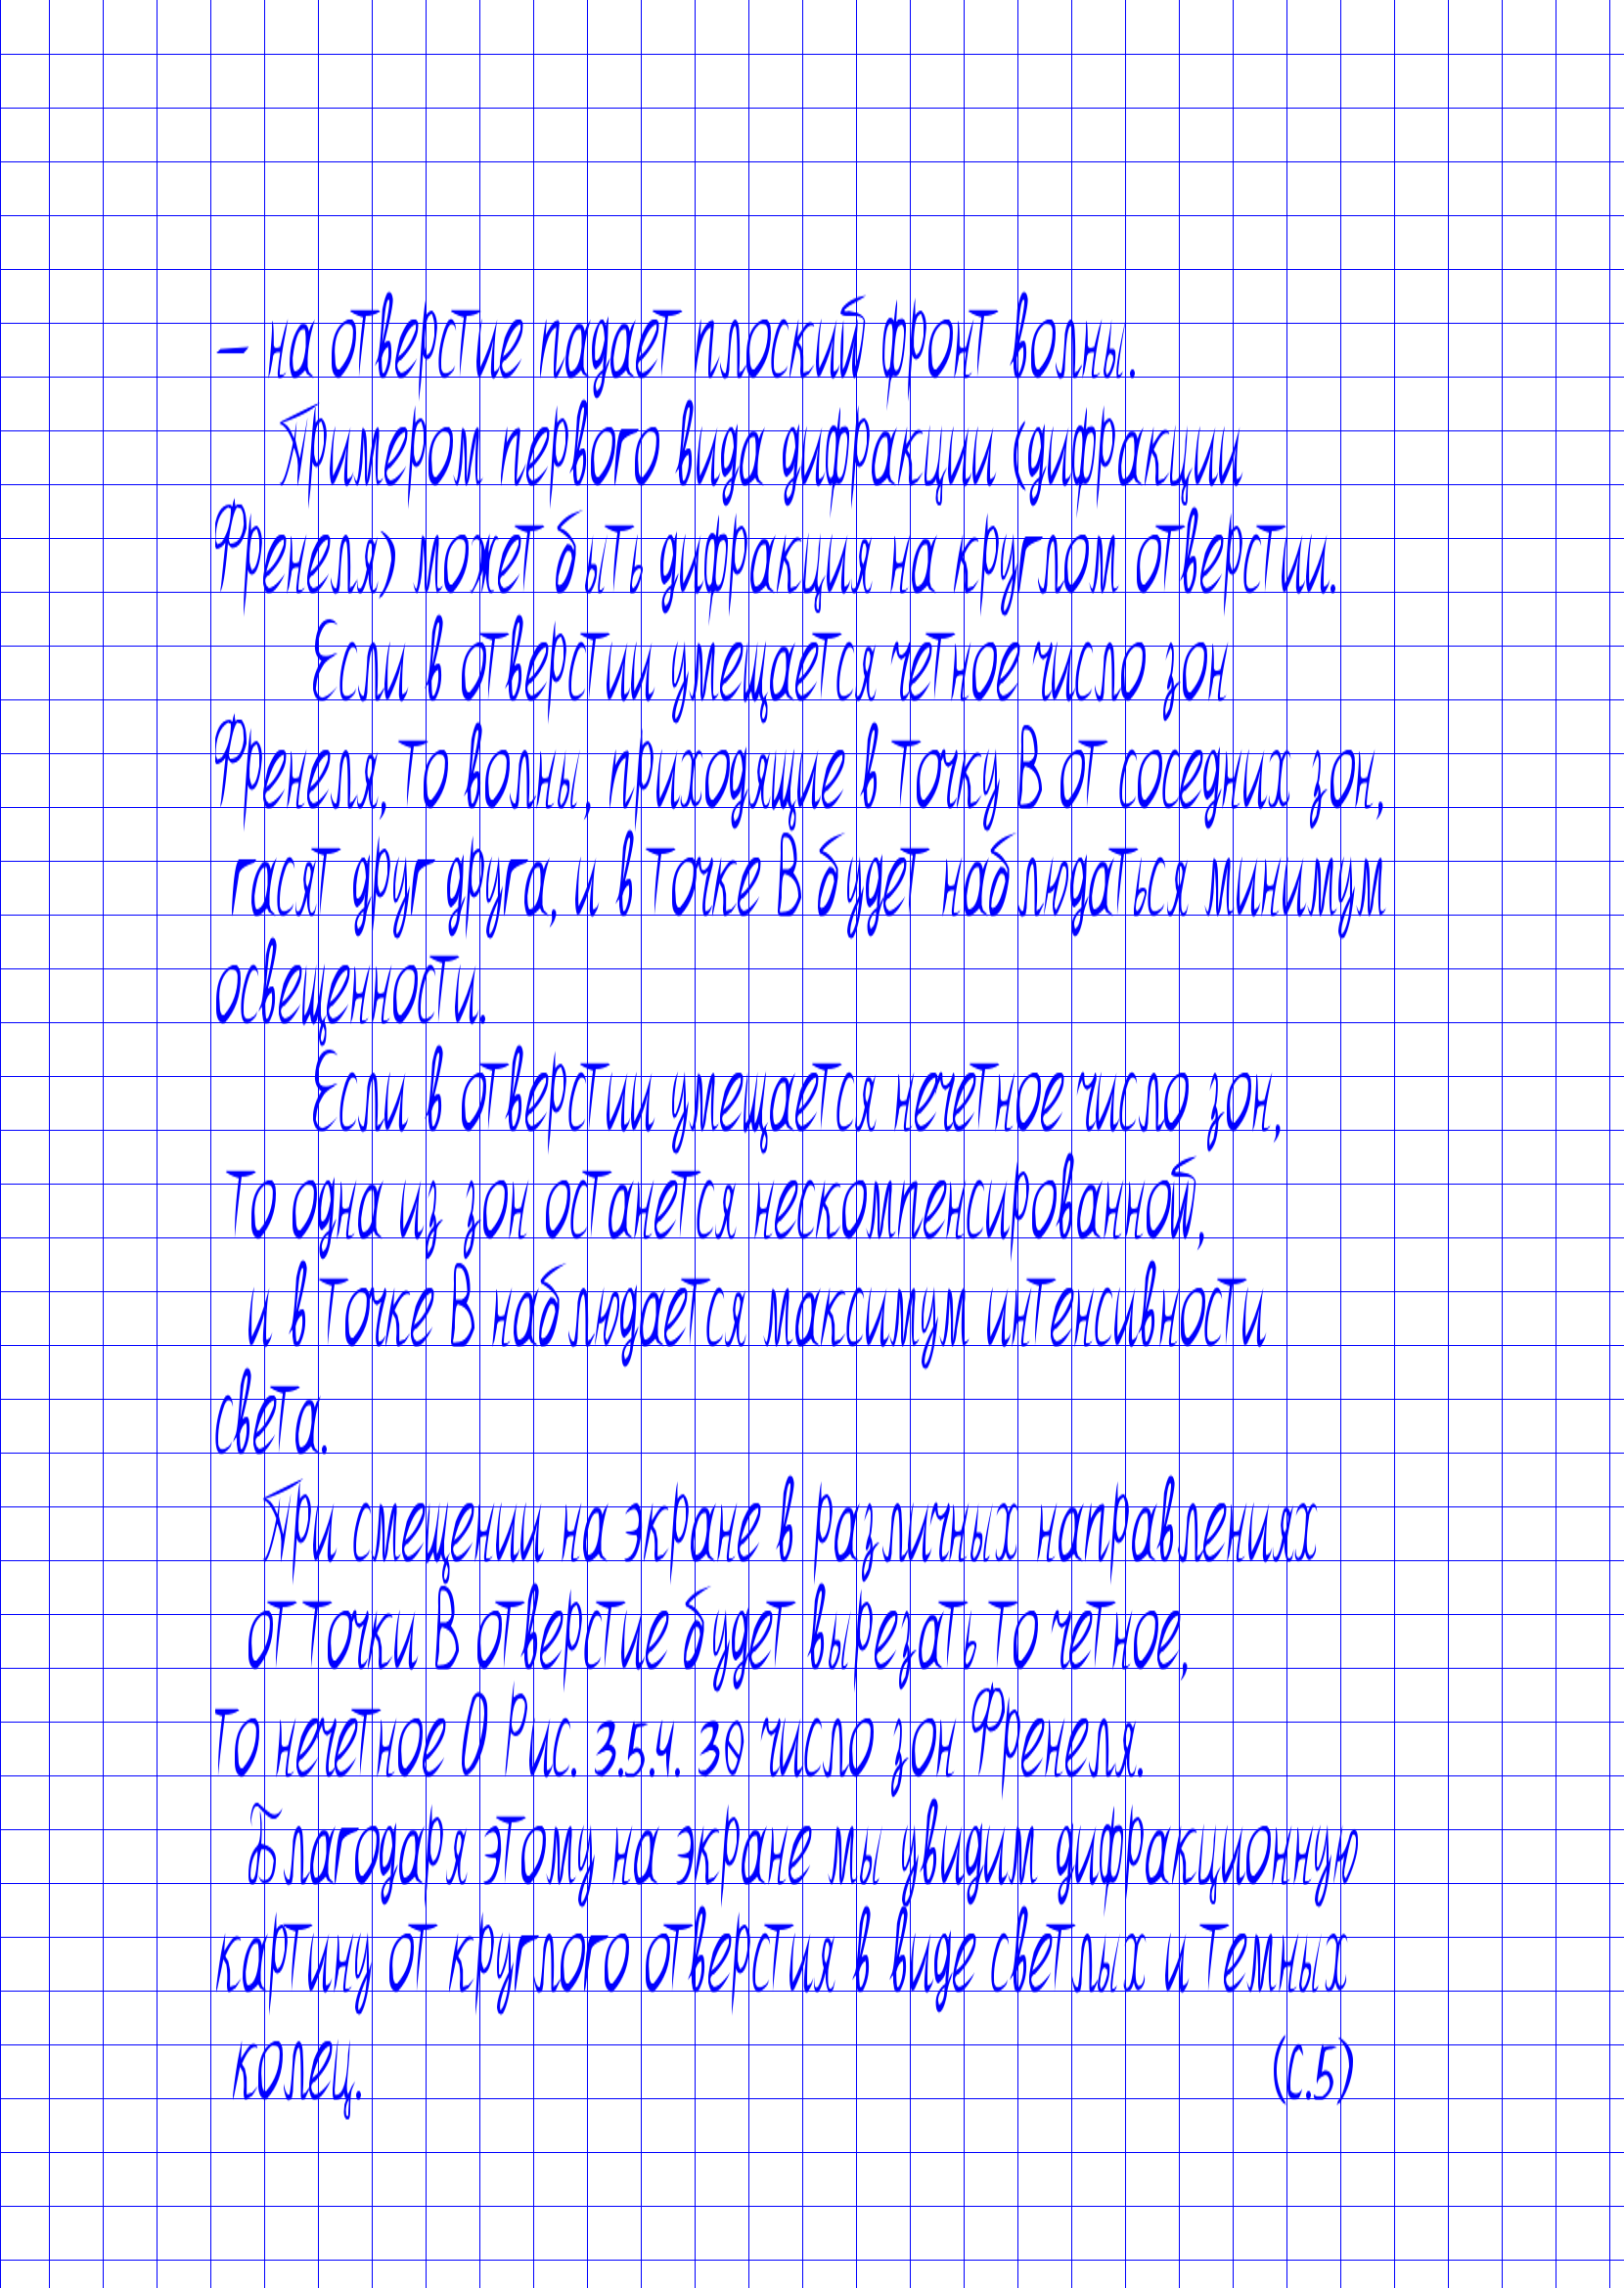 – на отверстие падает плоский фронт волны.
Примером первого вида дифракции (дифракции
Френеля) может быть дифракция на круглом отверстии.
Если в отверстии умещается четное число зон
Френеля, то волны, приходящие в точку В от соседних зон,
гасят друг друга, и в точке В будет наблюдаться минимум
освещенности.
Если в отверстии умещается нечетное число зон,
то одна из зон останется нескомпенсированной,
и в точке В наблюдается максимум интенсивности
света.
При смещении на экране в различных направлениях
от точки В отверстие будет вырезать то четное,
то нечетное О Рис. 3.5.4. 30 число зон Френеля.
Благодаря этому на экране мы увидим дифракционную
картину от круглого отверстия в виде светлых и темных
колец. (с.5)